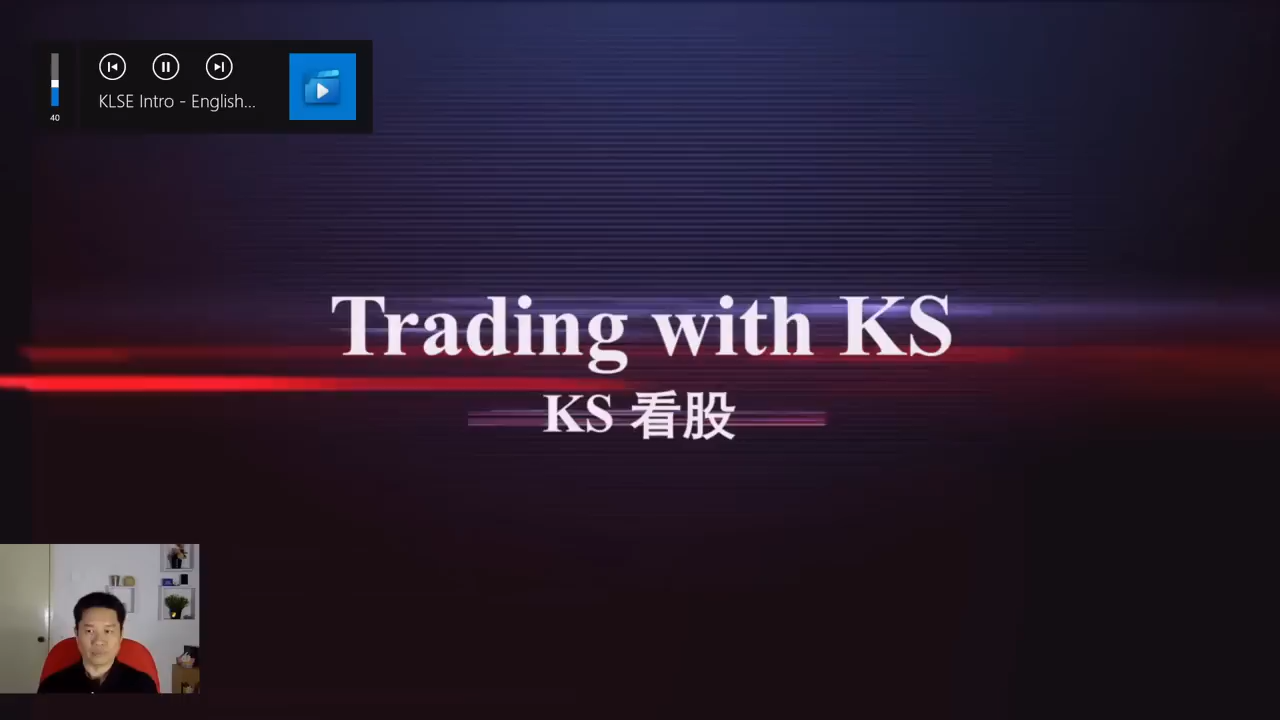 KLSE Intro - English...
40
Trading with KS
KS 看股